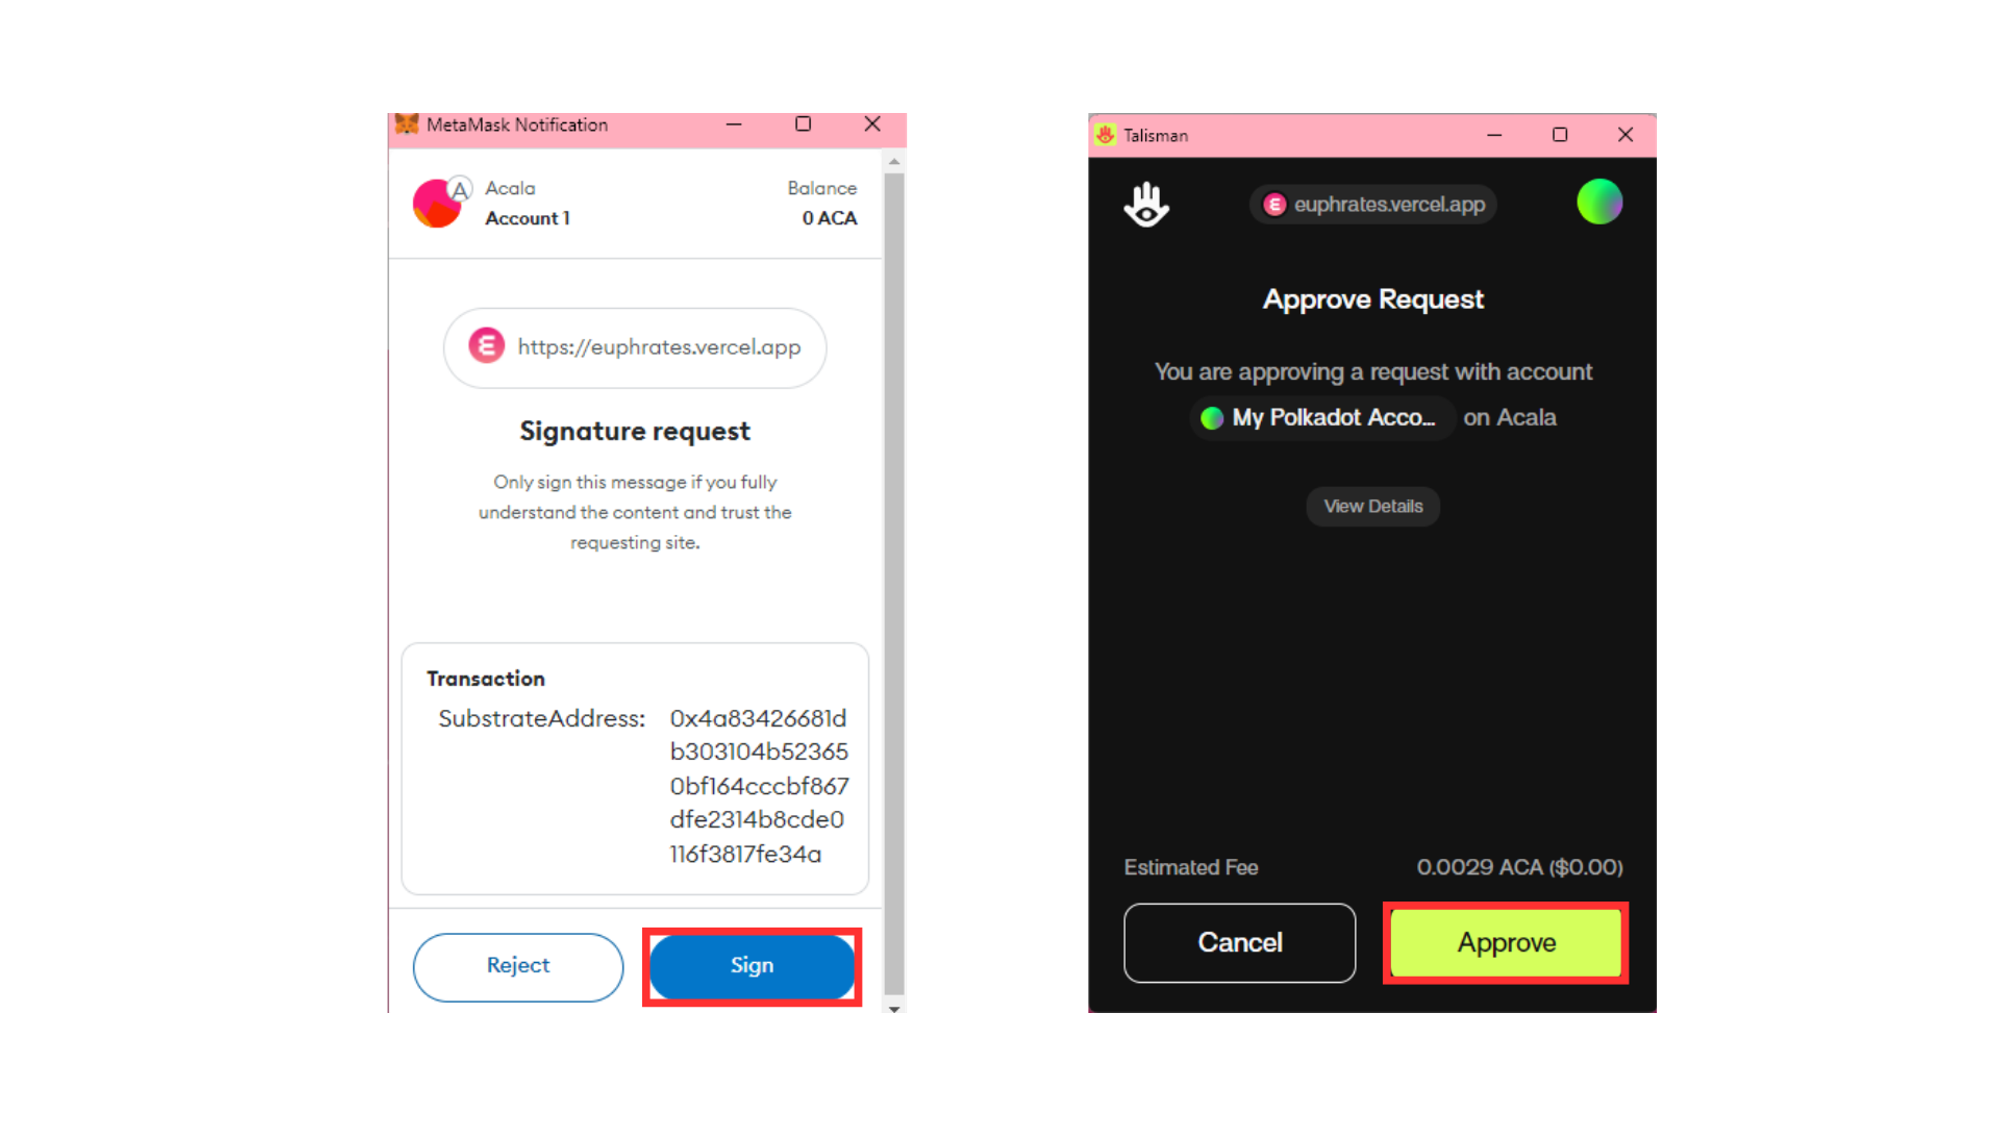 MetaMask Notification
A
Acala
Balance
Account 1
0 ACA
https://euphrates.vercel.app
Signature request
Only sign this message if you fully
understand the content and trust the
requesting site.
Transaction
SubstrateAddress:
0x4a83426681d
b303104b52365
0bf164cccbf867
dfe2314b8cde0
116f3817fe34a
Reject
Sign
Talisman
euphrates.vercel.app
Approve Request
You are approving a request with account
My Polkadot Acco... on Acala
View Details
Estimated Fee
0.0029 ACA ($0.00)
Cancel
Approve